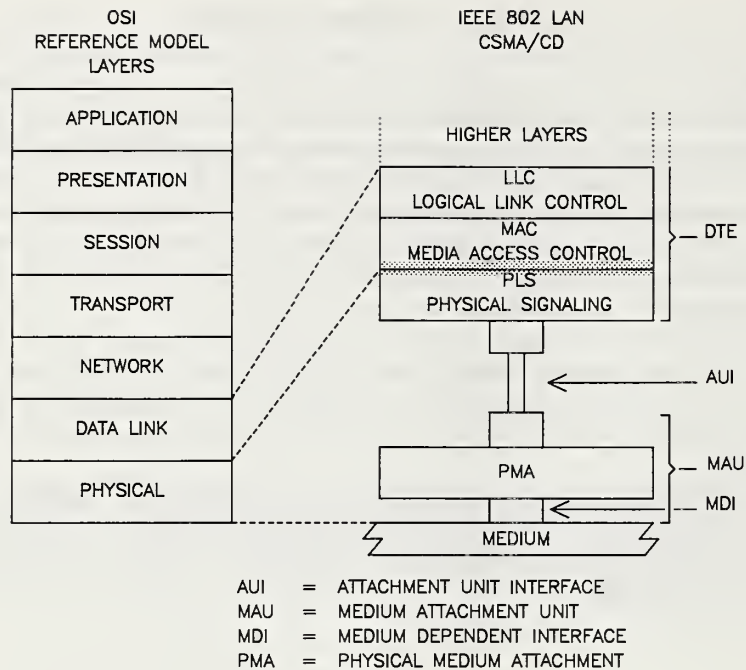 OSI
REFERENCE MODEL
LAYERS
APPLICATION
PRESENTATION
SESSION
TRANSPORT
NETWORK
DATA LINK
PHYSICAL
IEEE 802 LAN
CSMA/CD
HIGHER LAYERS
LLC
LOGICAL LINK CONTROL
MAC
MEDIA ACCESS CONTROL
PLS
PHYSICAL SIGNALING
DTE
AUI
PMA
MAU
MDI
MEDIUM
AUI = ATTACHMENT UNIT INTERFACE
MAU = MEDIUM ATTACHMENT UNIT
MDI = MEDIUM DEPENDENT INTERFACE
PMA = PHYSICAL MEDIUM ATTACHMENT